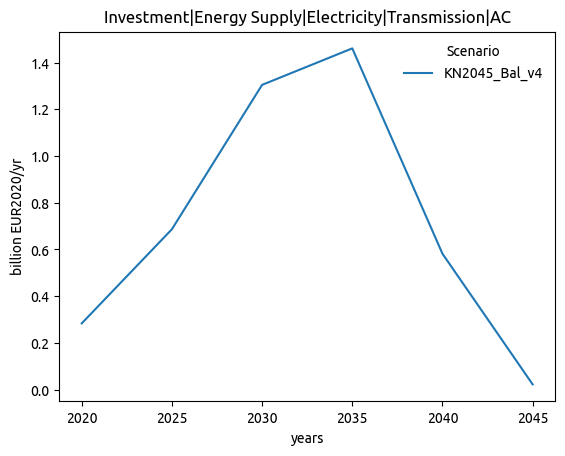 Investment|Energy Supply|Electricity|Transmission|AC
Scenario
KN2045_Bal_v4
billion EUR2020/yr
1.4
1.2
1.0
0.8
0.6
0.4
0.2
0.0
2020 2025 2030 2035 2040 2045
years